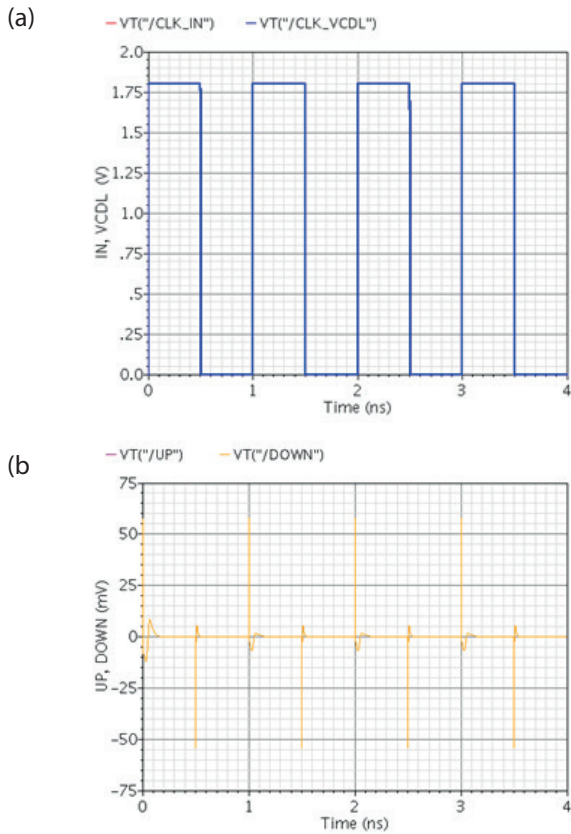 (a)
VT("/CLK_IN") VT("/CLK_VCDL")
2.0
1.75
1.5
1.25
1.0
.75
.5
.25
0.0
IN, VCDL (V)
0 1 2 3 4
Time (ns)
(b
VT("/UP") VT("/DOWN")
75
50
25
0
-25
-50
-75
UP, DOWN (mV)
0 1 2 3 4
Time (ns)